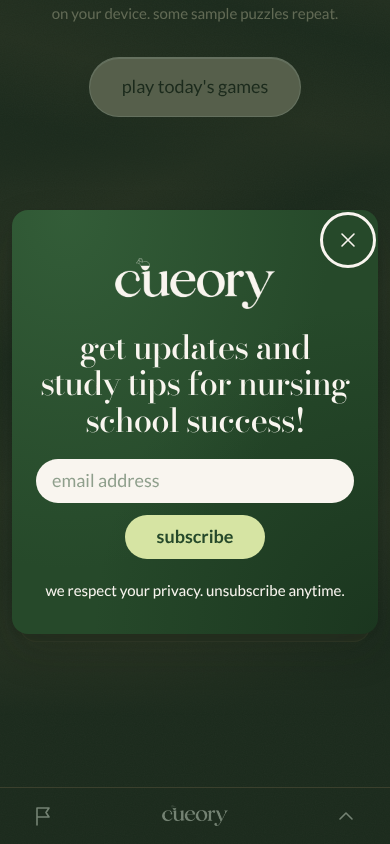 on your device. some sample puzzles repeat.
play today's games
cueory
get updates and
study tips for nursing
school success!
email address
subscribe
we respect your privacy. unsubscribe anytime.
cueory